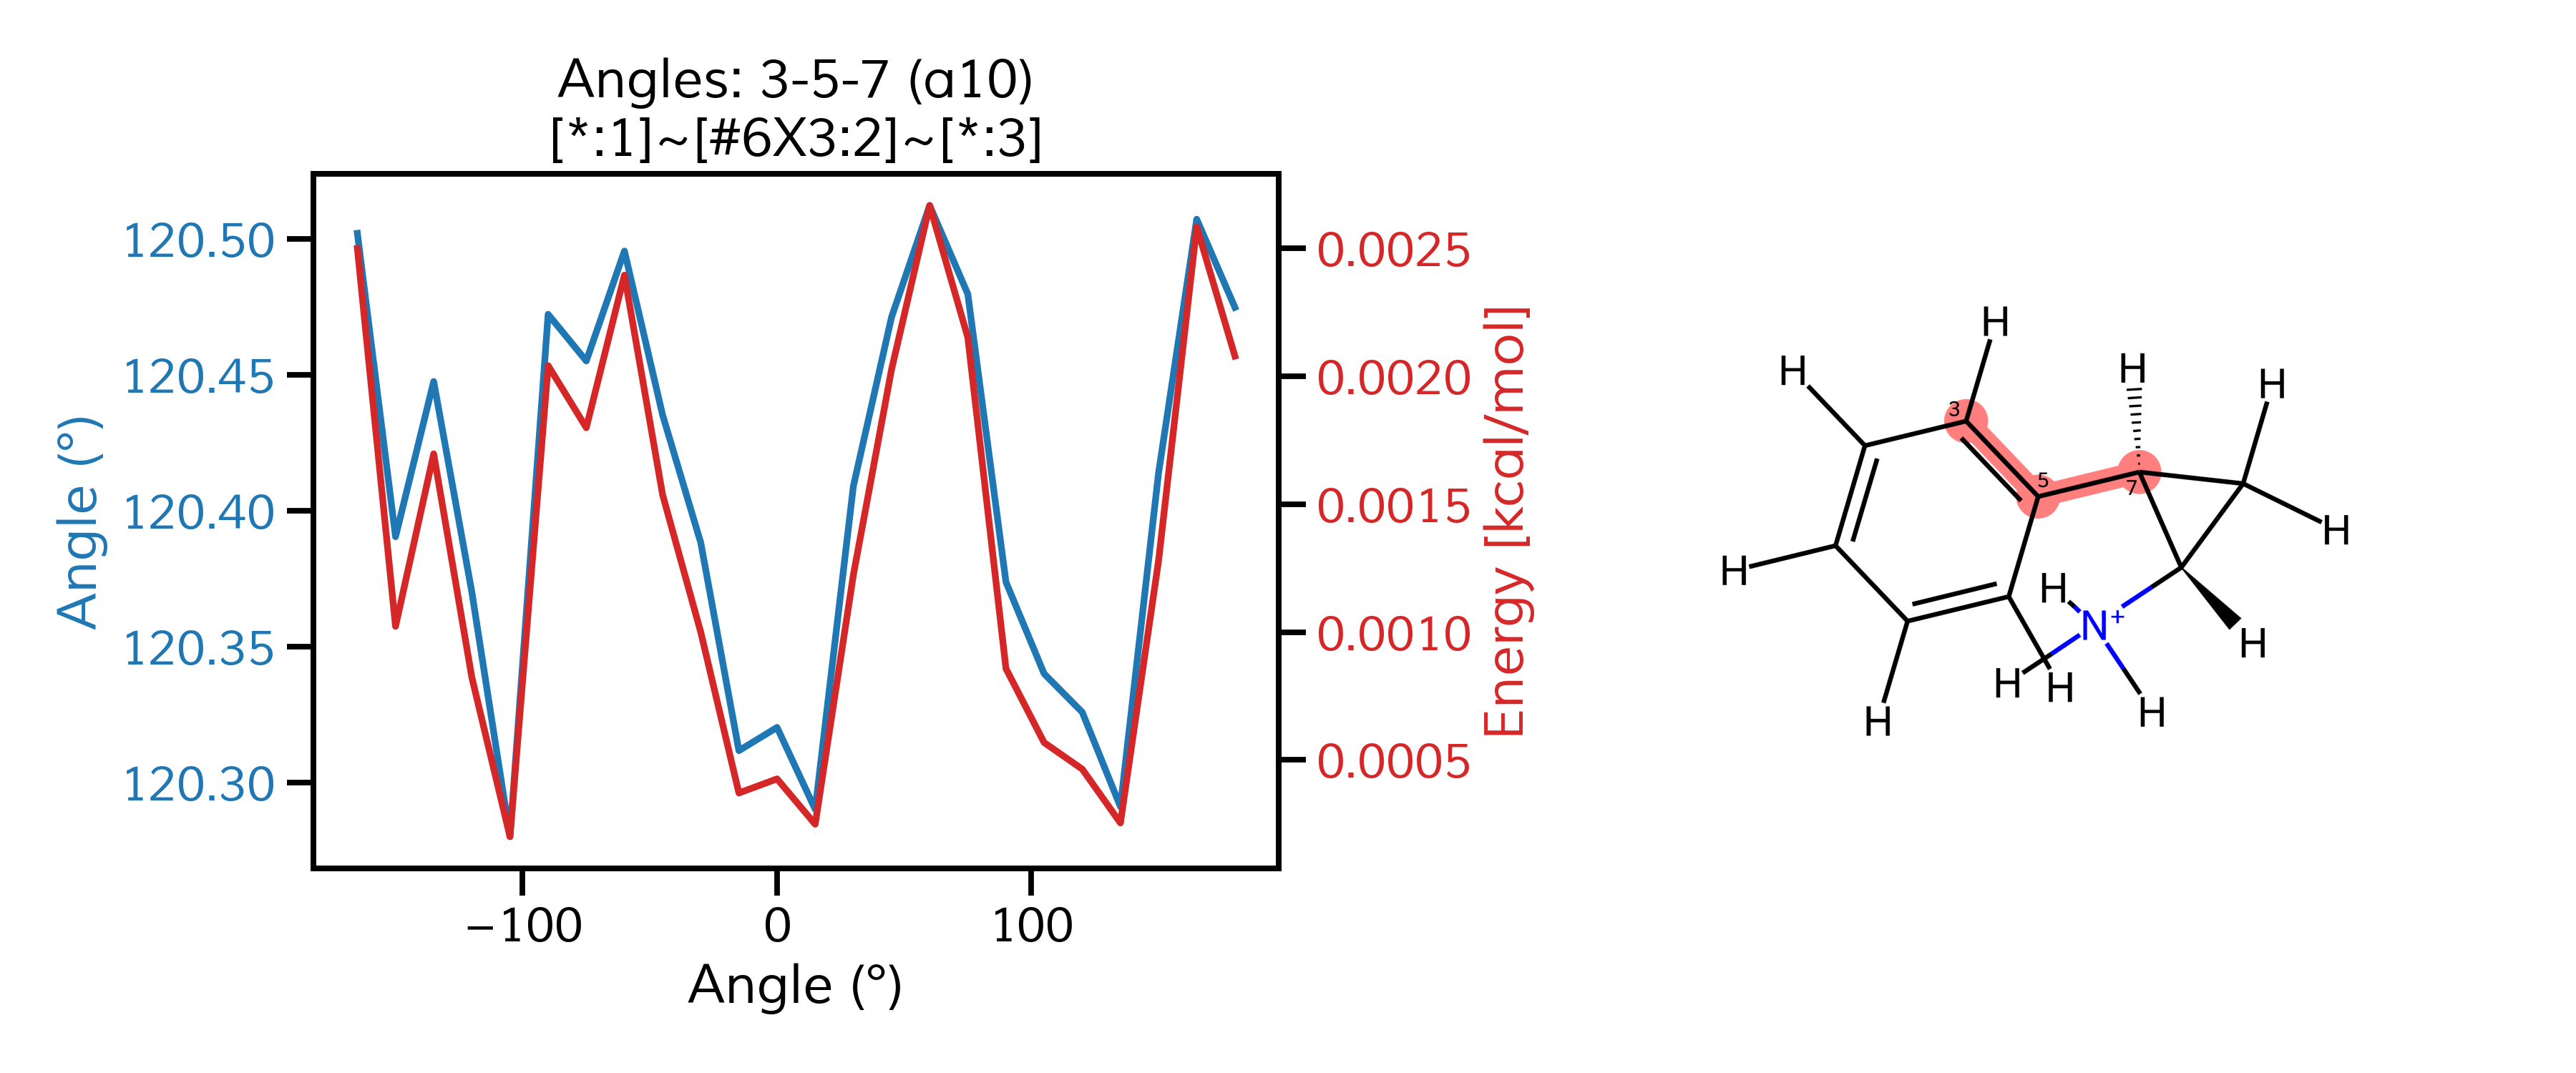 Angles: 3-5-7 (a10)
[*:1]~[#6X3:2]~[*:3]
120.50
120.45
120.40
120.35
120.30
Angle (°)
0.0025
0.0020
0.0015
0.0010
0.0005
Energy [kcal/mol]
−100 0 100
Angle (°)
H
H
H
H
3
5
7
H
H
H
N+
H
H
H
H
H